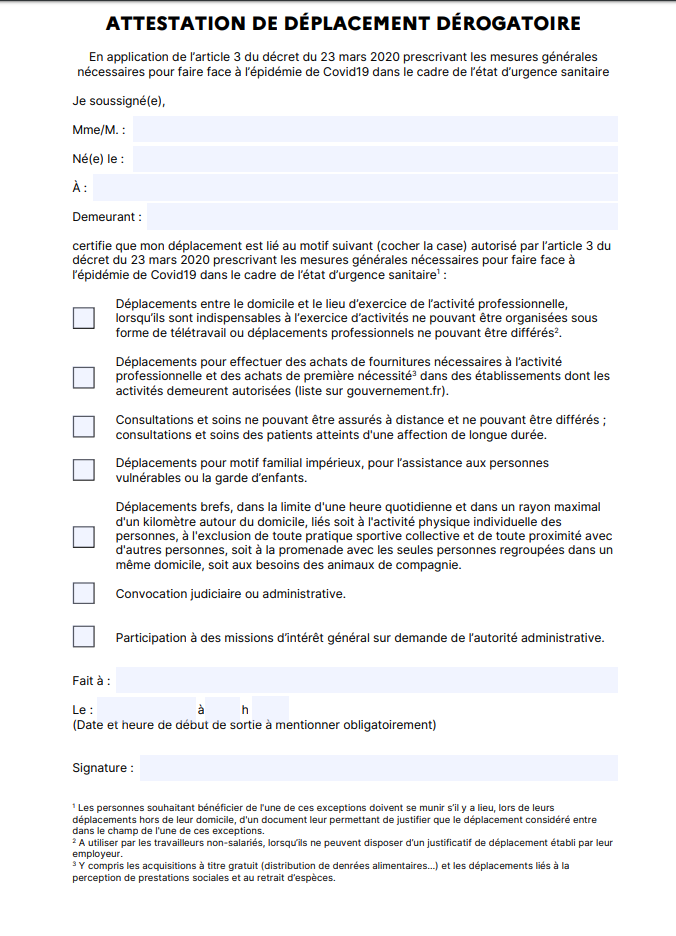 ATTESTATION DE DÉPLACEMENT DÉROGATOIRE
En application de l’article 3 du décret du 23 mars 2020 prescrivant les mesures générales
nécessaires pour faire face à l’épidémie de Covid19 dans le cadre de l’état d’urgence sanitaire
Je soussigné(e),
Mme/M. :
Né(e) le :
À :
Demeurant :
certifie que mon déplacement est lié au motif suivant (cocher la case) autorisé par l’article 3 du
décret du 23 mars 2020 prescrivant les mesures générales nécessaires pour faire face à
l’épidémie de Covid19 dans le cadre de l’état d’urgence sanitaire¹ :
Déplacements entre le domicile et le lieu d’exercice de l’activité professionnelle,
lorsqu’ils sont indispensables à l’exercice d’activités ne pouvant être organisées sous
forme de télétravail ou déplacements professionnels ne pouvant être différés².
Déplacements pour effectuer des achats de fournitures nécessaires à l’activité
professionnelle et des achats de première nécessité³ dans des établissements dont les
activités demeurent autorisées (liste sur gouvernement.fr).
Consultations et soins ne pouvant être assurés à distance et ne pouvant être différés ;
consultations et soins des patients atteints d'une affection de longue durée.
Déplacements pour motif familial impérieux, pour l’assistance aux personnes
vulnérables ou la garde d’enfants.
Déplacements brefs, dans la limite d'une heure quotidienne et dans un rayon maximal
d'un kilomètre autour du domicile, liés soit à l'activité physique individuelle des
personnes, à l'exclusion de toute pratique sportive collective et de toute proximité avec
d'autres personnes, soit à la promenade avec les seules personnes regroupées dans un
même domicile, soit aux besoins des animaux de compagnie.
Convocation judiciaire ou administrative.
Participation à des missions d’intérêt général sur demande de l’autorité administrative.
Fait à :
Le : à h
(Date et heure de début de sortie à mentionner obligatoirement)
Signature :
¹ Les personnes souhaitant bénéficier de l'une de ces exceptions doivent se munir s’il y a lieu, lors de leurs
déplacements hors de leur domicile, d'un document leur permettant de justifier que le déplacement considéré entre
dans le champ de l'une de ces exceptions.
² A utiliser par les travailleurs non-salariés, lorsqu’ils ne peuvent disposer d’un justificatif de déplacement établi par leur
employeur.
³ Y compris les acquisitions à titre gratuit (distribution de denrées alimentaires…) et les déplacements liés à la
perception de prestations sociales et au retrait d’espèces.